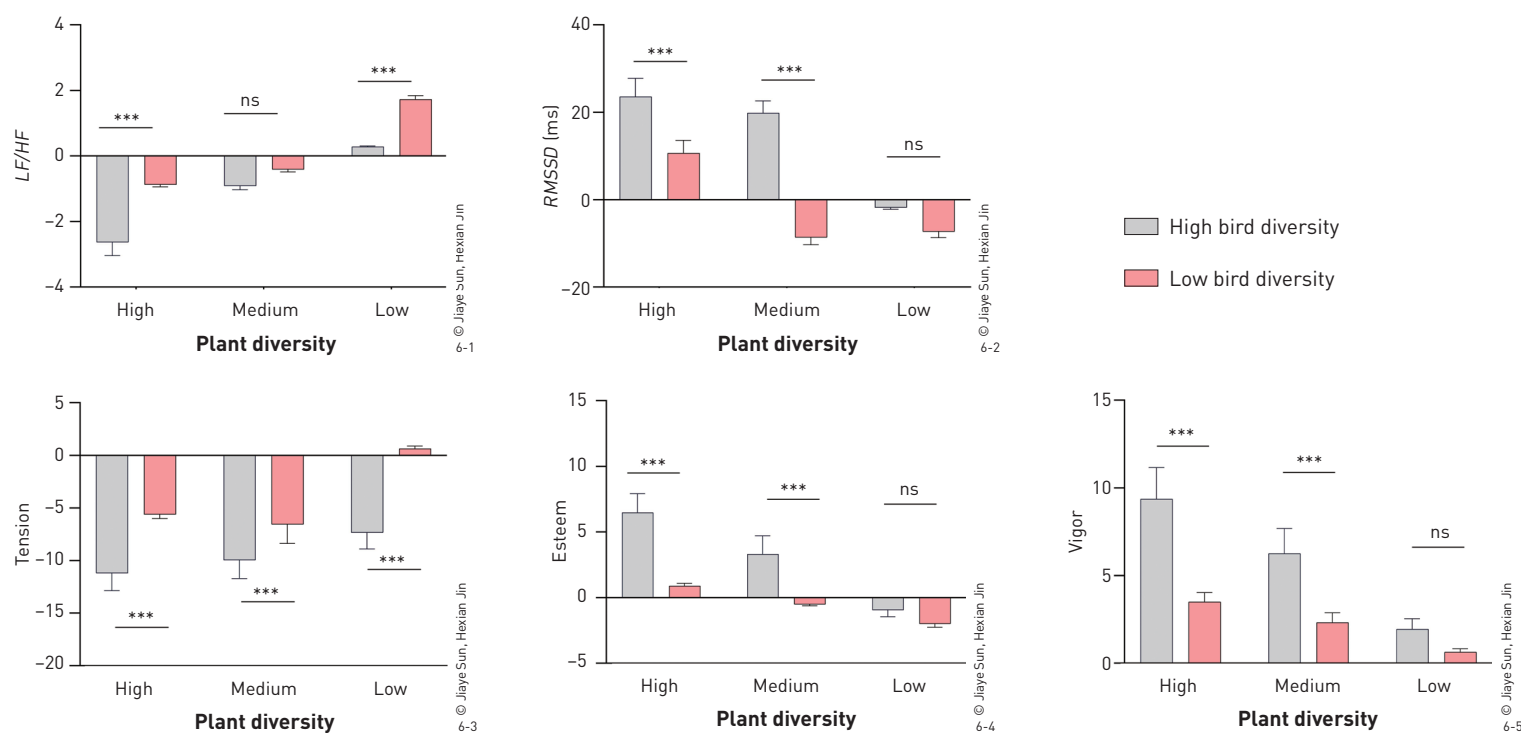 4
2
0
−2
−4
LF/HF
***
ns
***
High
Medium
Low
Plant diversity
© Jiaye Sun, Hexian Jin
6-1
40
20
0
−20
RMSSD (ms)
***
***
ns
High
Medium
Low
Plant diversity
© Jiaye Sun, Hexian Jin
6-2
High bird diversity
Low bird diversity
5
0
−5
−10
−15
−20
Tension
***
***
***
High
Medium
Low
Plant diversity
© Jiaye Sun, Hexian Jin
6-3
15
10
5
0
−5
Esteem
***
***
ns
High
Medium
Low
Plant diversity
© Jiaye Sun, Hexian Jin
6-4
15
10
5
0
Vigor
***
***
ns
High
Medium
Low
Plant diversity
© Jiaye Sun, Hexian Jin
6-5